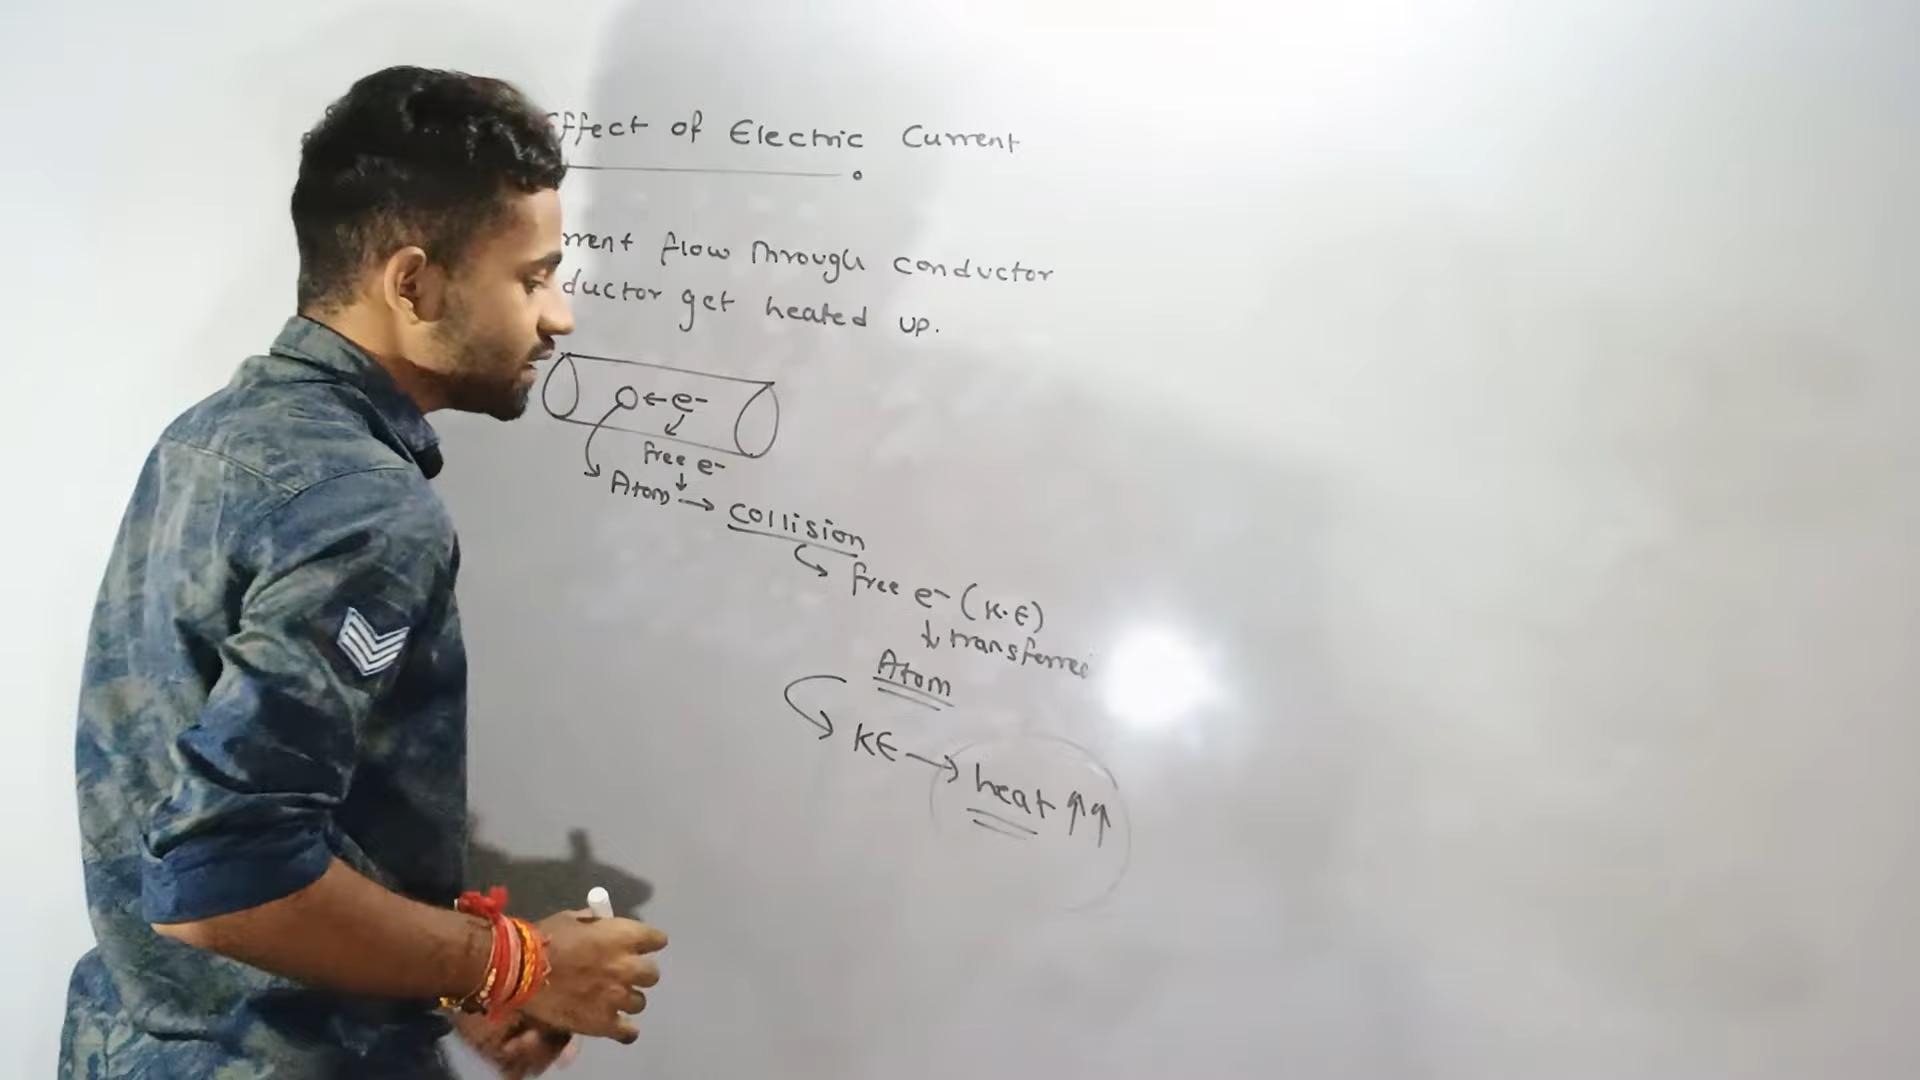 Effect of Electric Current
rrent flow through conductor
ductor get heated up.
← e-
free e-
↓
Atom → collision
free e- (K.E)
↓ transferred
Atom
KE → heat ↑↑